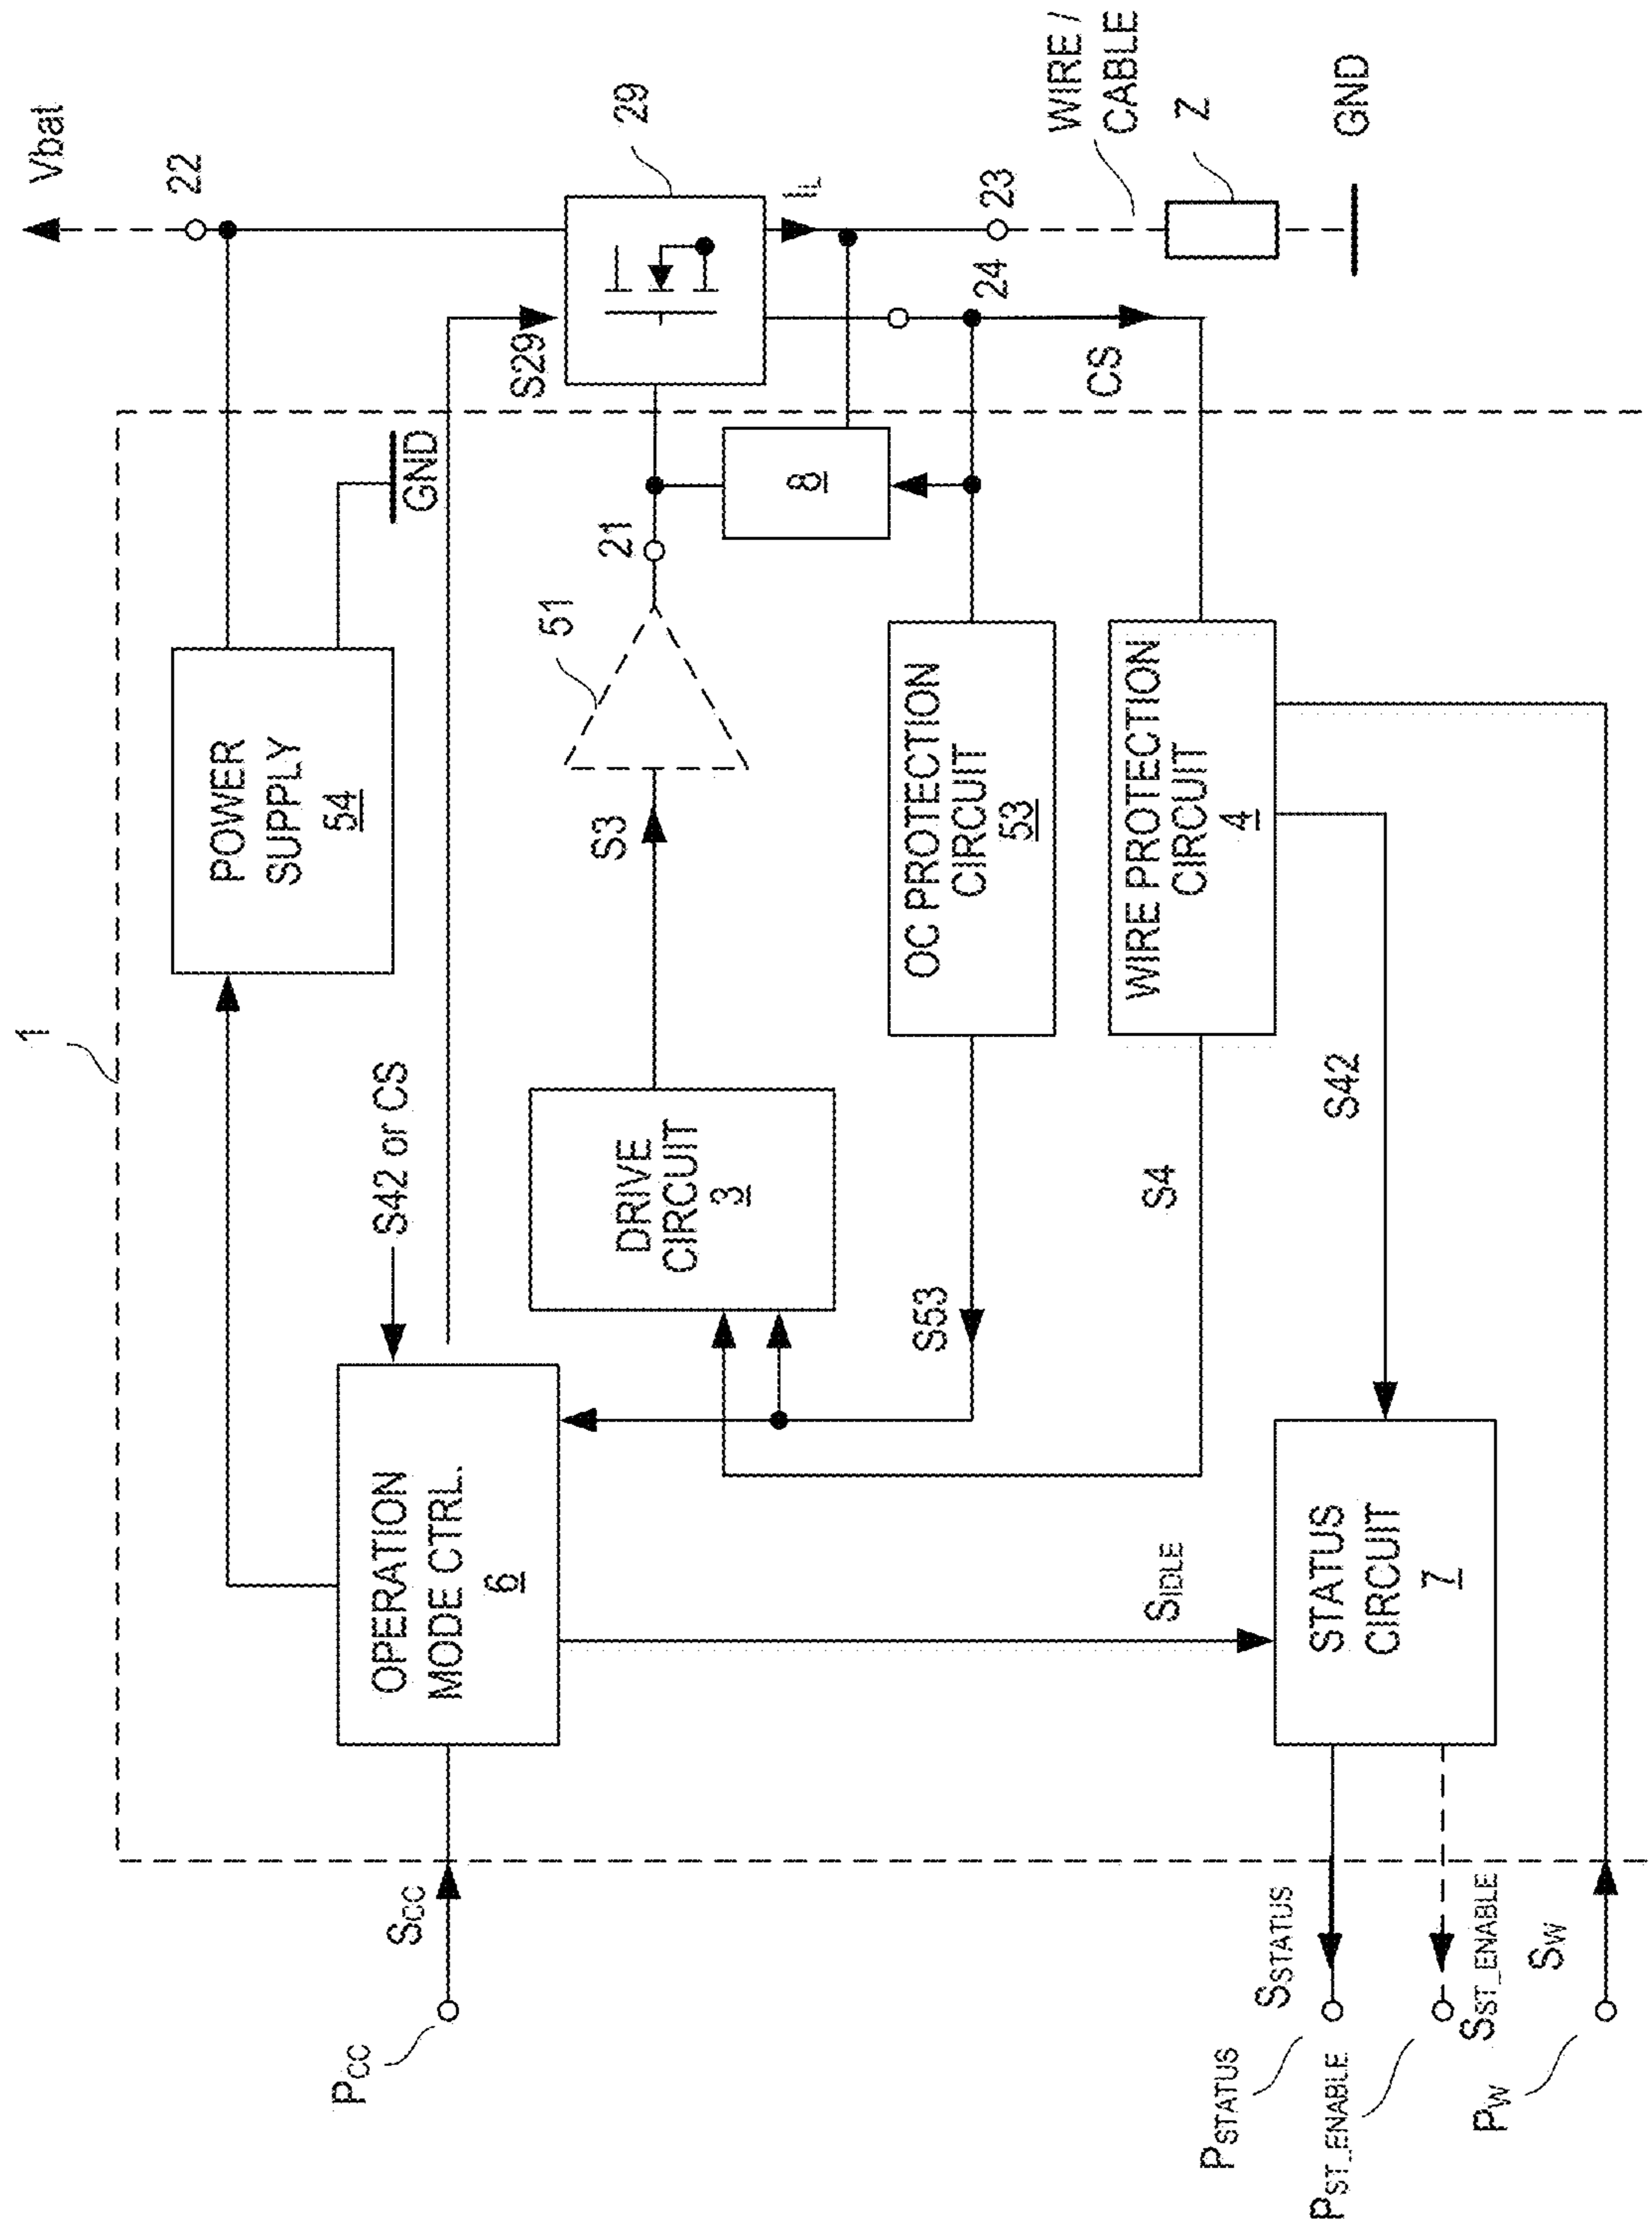 1
Vbat
22
POWER
SUPPLY
54
GND
S42 or CS
S29
29
OPERATION
MODE CTRL.
6
SCC
PCC
DRIVE
CIRCUIT
3
S3
51
21
8
IL
23
24
WIRE /
CABLE
Z
GND
CS
OC PROTECTION
CIRCUIT
53
S53
WIRE PROTECTION
CIRCUIT
4
S4
S42
SIDLE
STATUS
CIRCUIT
7
SSTATUS
PSTATUS
SST_ENABLE
PST_ENABLE
SW
PW